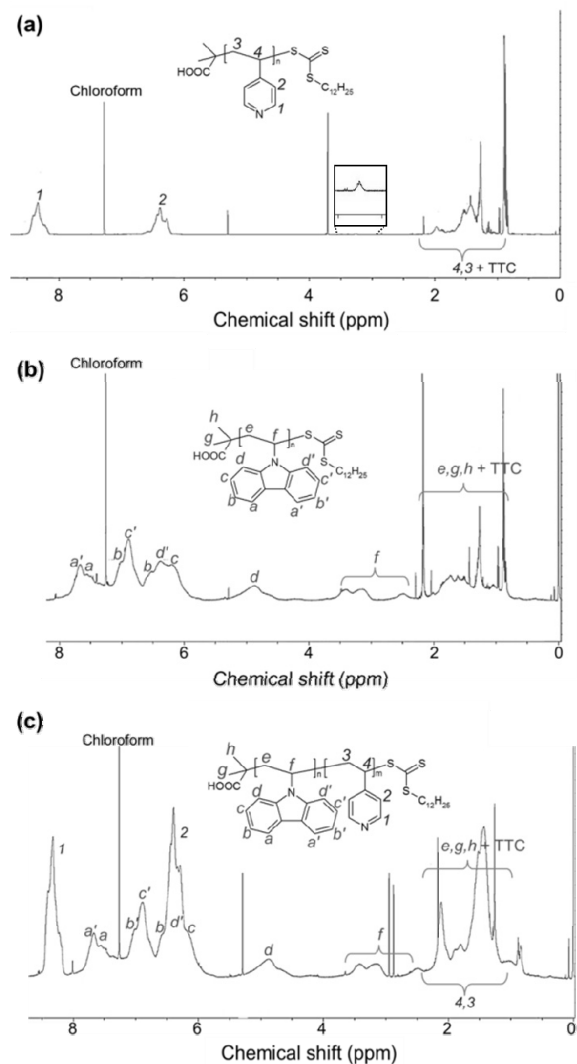 (a)
3 4
S S
HOOC
n
S
C12H25
2
1
N
Chloroform
1
2
4,3 + TTC
8 6 4 2 0
Chemical shift (ppm)
(b)
Chloroform
h
e
f
S S
g
n
HOOC
S
C12H25
d
N
d'
c
c'
b
b'
a
a'
e,g,h + TTC
a' a b' c' b d' c
d
f
8 6 4 2 0
Chemical shift (ppm)
(c)
Chloroform
h
e
f
3
4
S S
g
n
m
HOOC
S
C12H25
d
N
d'
2
c
c'
1
b
b'
N
a
a'
1
2
e,g,h + TTC
a' a b' c' b d' c
d
f
4,3
8 6 4 2 0
Chemical shift (ppm)